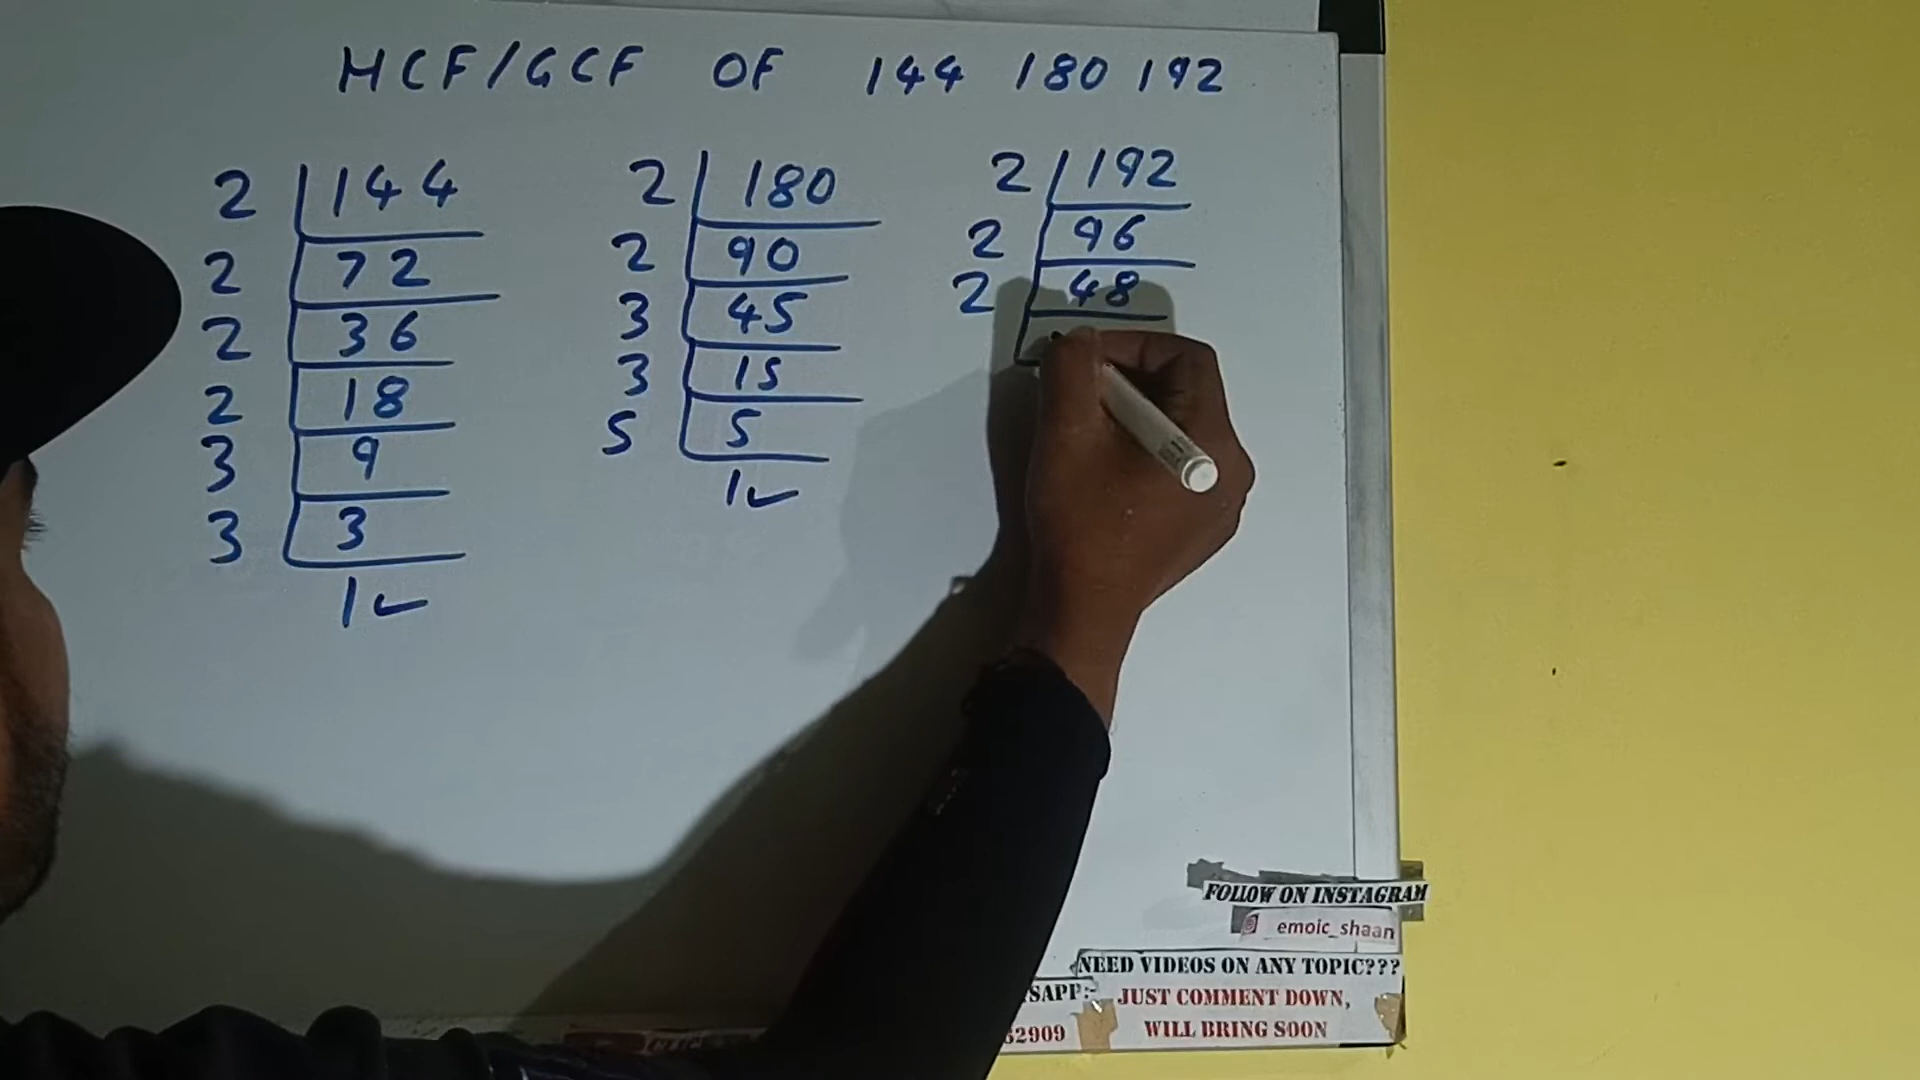 HCF/GCF OF 144 180 192
2 144
2 72
2 36
2 18
3 9
3 3
1
2 180
2 90
3 45
3 15
5 5
1
2 192
2 96
2 48
FOLLOW ON INSTAGRAM
emoic_shaan
NEED VIDEOS ON ANY TOPIC???
JUST COMMENT DOWN,
WILL BRING SOON